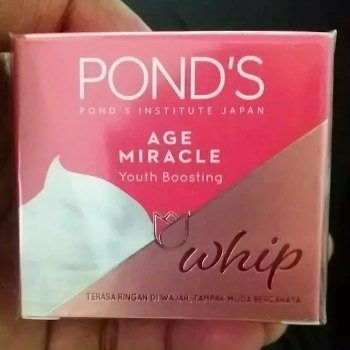 POND'S
POND'S INSTITUTE JAPAN
AGE
MIRACLE
Youth Boosting
whip
TERASA RINGAN DI WAJAH, TAMPAK MUDA BERCAHAYA